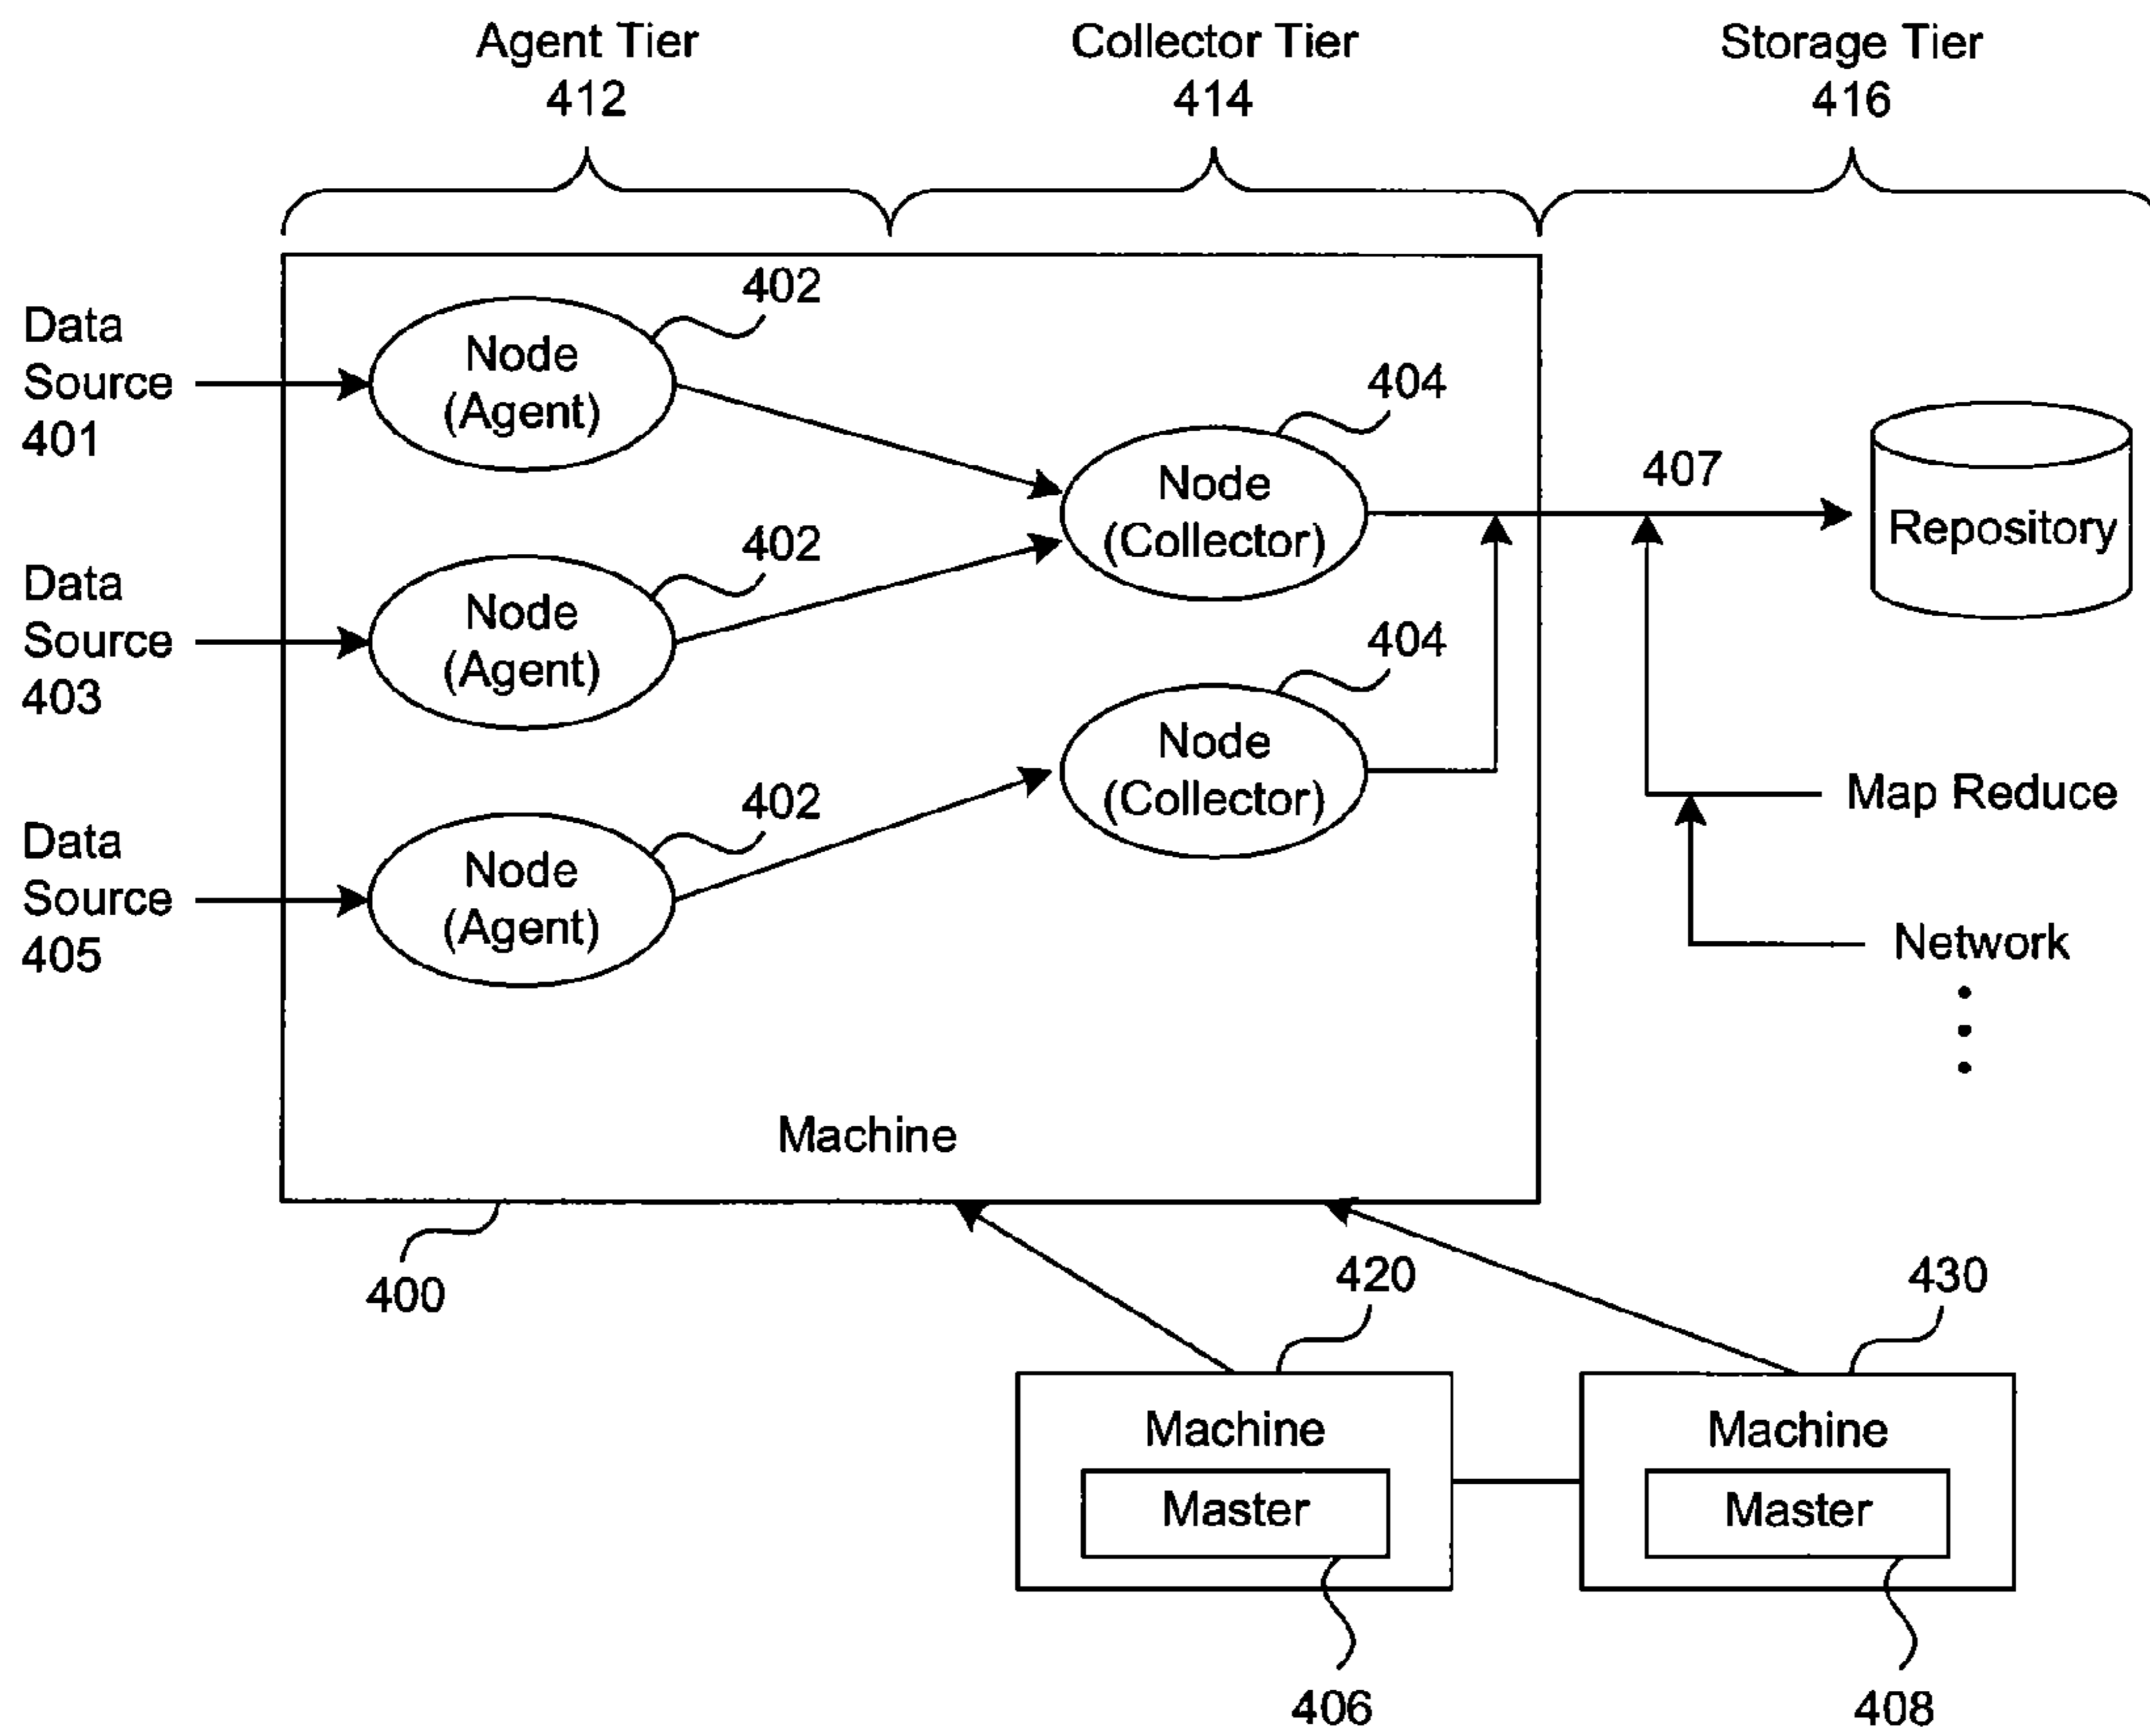 Agent Tier
412
Collector Tier
414
Storage Tier
416
Data
Source
401
Node
(Agent)
402
Data
Source
403
Node
(Agent)
402
Data
Source
405
Node
(Agent)
402
Node
(Collector)
404
Node
(Collector)
404
407
Repository
Map Reduce
Network
Machine
400
420
Machine
Master
406
430
Machine
Master
408